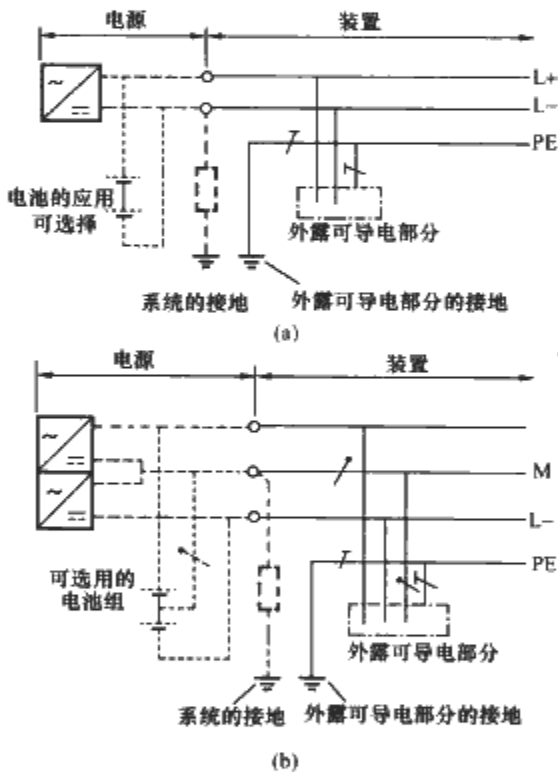 电源 装置
L+
L-
PE
电池的应用
可选择
外露可导电部分
系统的接地 外露可导电部分的接地
(a)
电源 装置
M
L-
PE
可选用的
电池组
外露可导电部分
系统的接地 外露可导电部分的接地
(b)